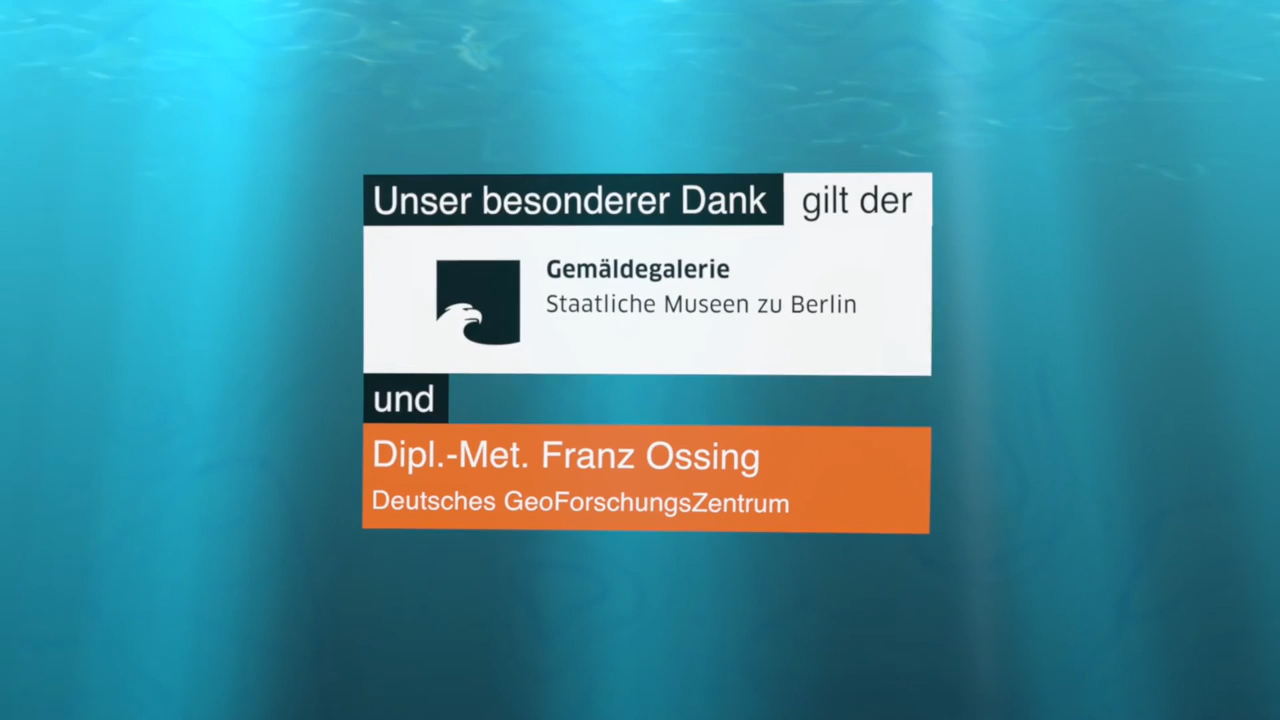 Unser besonderer Dank gilt der
Gemäldegalerie
Staatliche Museen zu Berlin
und
Dipl.-Met. Franz Ossing
Deutsches GeoForschungsZentrum